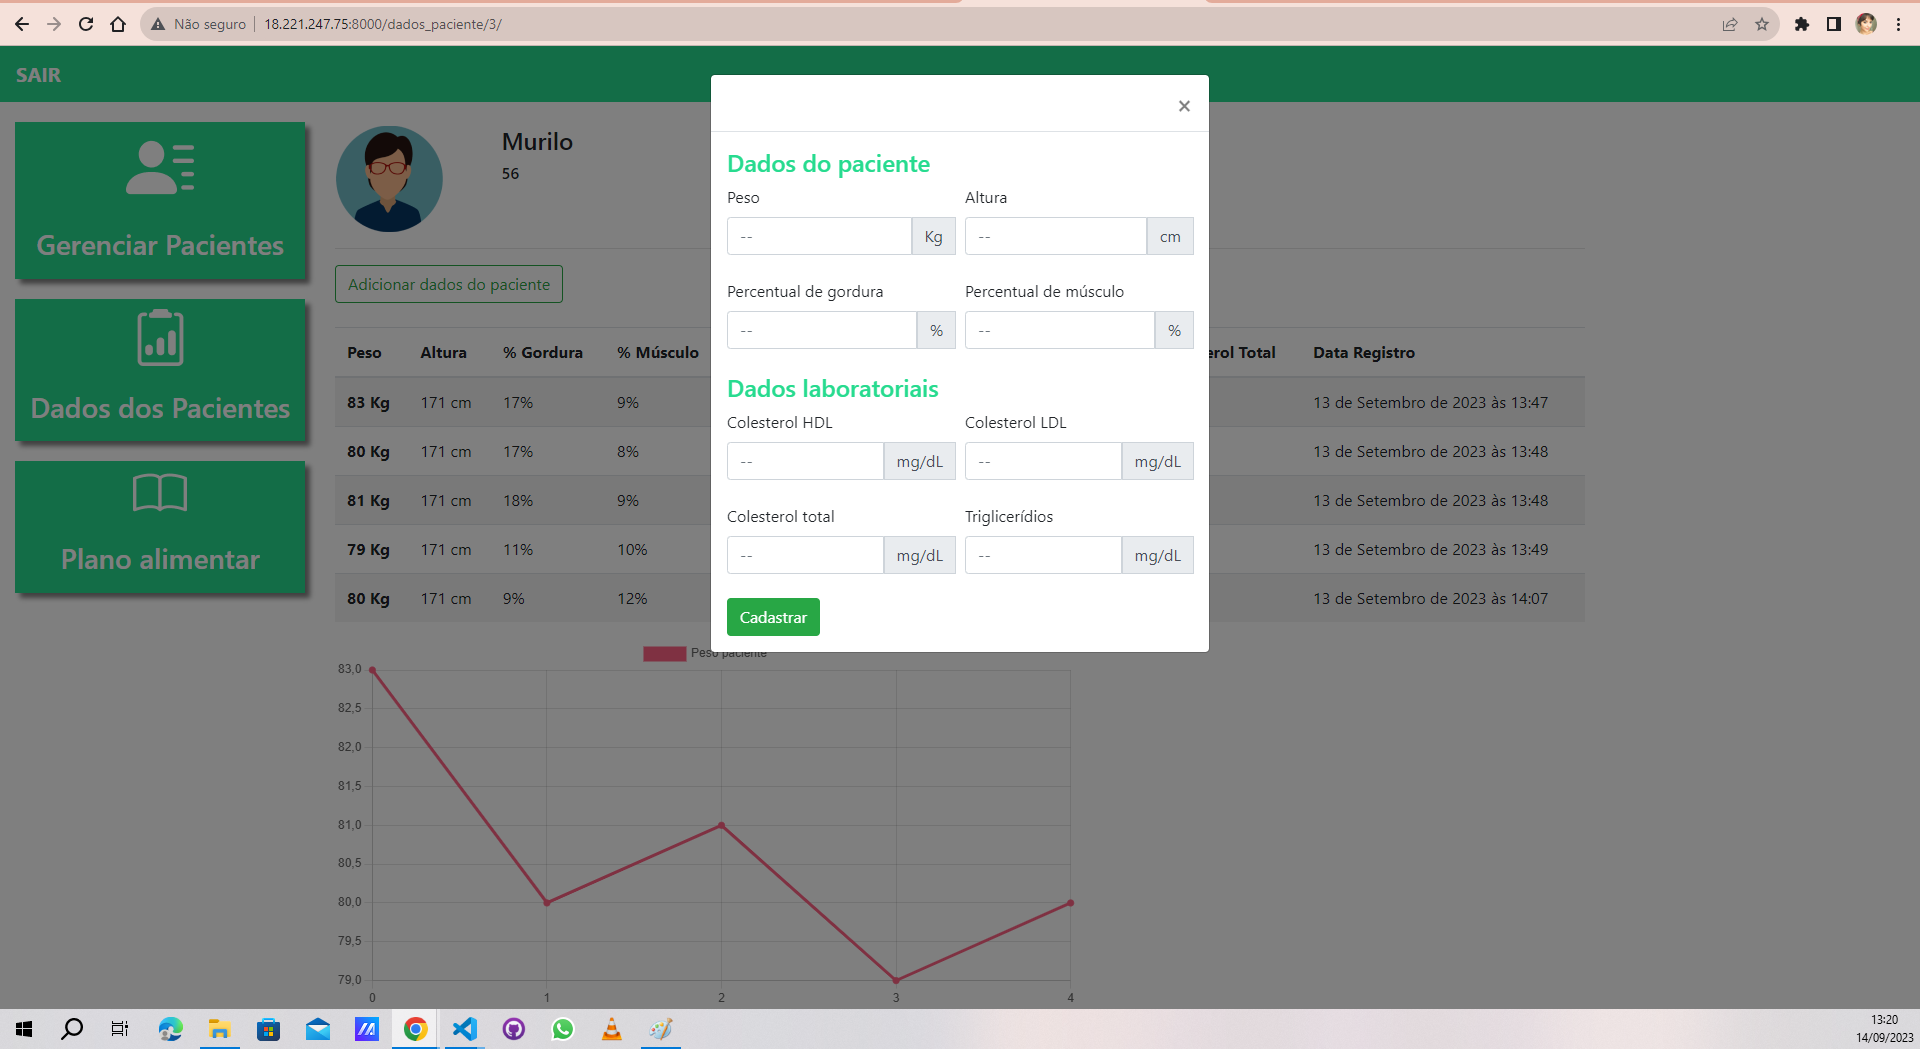 Não seguro
18.221.247.75:8000/dados_paciente/3/
SAIR
Gerenciar Pacientes
Dados dos Pacientes
Plano alimentar
Murilo
56
Adicionar dados do paciente
Peso Altura % Gordura % Músculo erol Total Data Registro
83 Kg 171 cm 17% 9% 13 de Setembro de 2023 às 13:47
80 Kg 171 cm 17% 8% 13 de Setembro de 2023 às 13:48
81 Kg 171 cm 18% 9% 13 de Setembro de 2023 às 13:48
79 Kg 171 cm 11% 10% 13 de Setembro de 2023 às 13:49
80 Kg 171 cm 9% 12% 13 de Setembro de 2023 às 14:07
×
Dados do paciente
Peso Altura
-- Kg -- cm
Percentual de gordura Percentual de músculo
-- % -- %
Dados laboratoriais
Colesterol HDL Colesterol LDL
-- mg/dL -- mg/dL
Colesterol total Triglicerídios
-- mg/dL -- mg/dL
Cadastrar
Peso paciente
83,0
82,5
82,0
81,5
81,0
80,5
80,0
79,5
79,0
0 1 2 3 4
13:20
14/09/2023